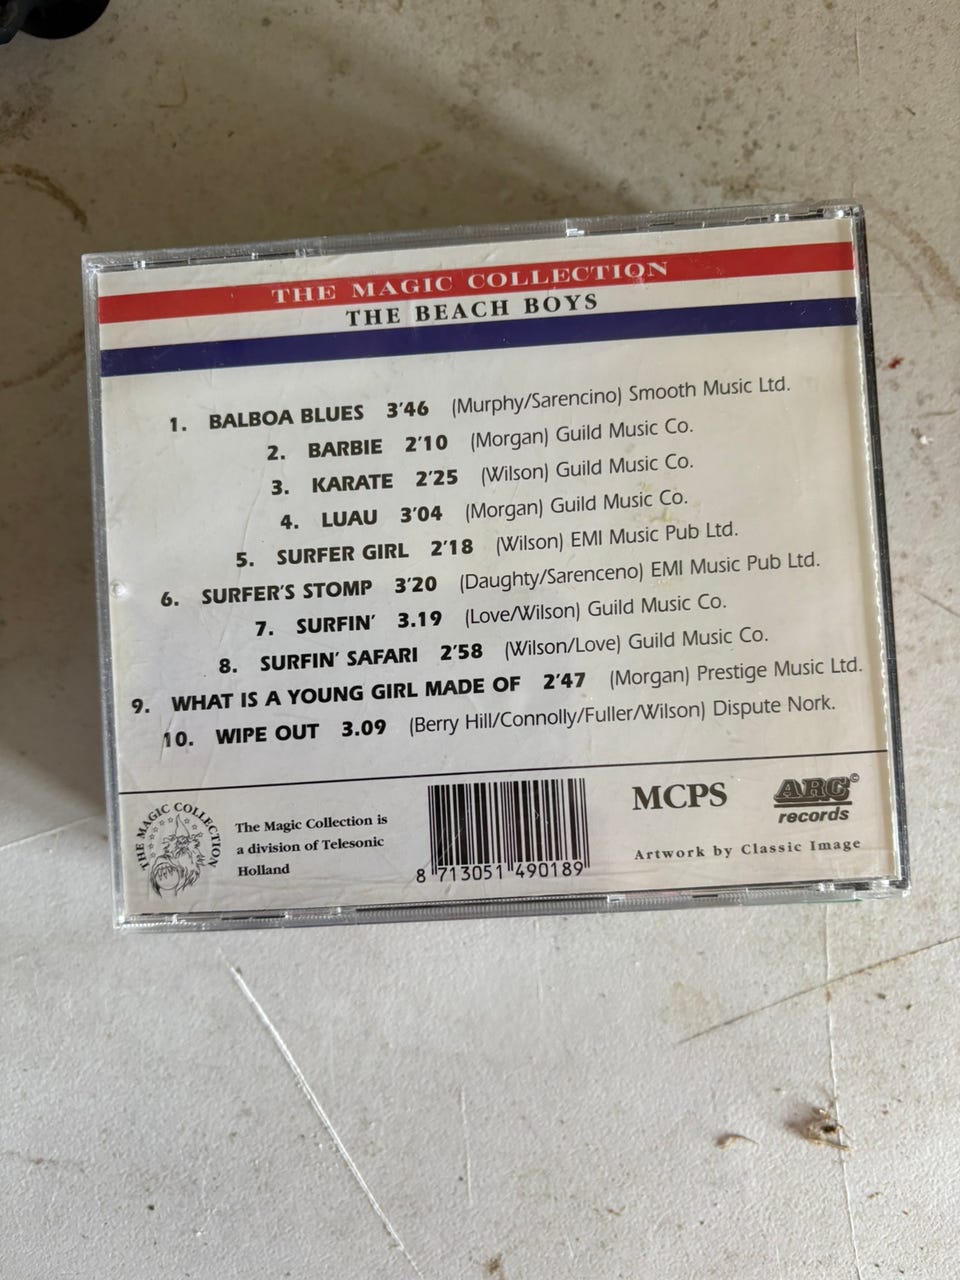 THE MAGIC COLLECTION
THE BEACH BOYS
1. BALBOA BLUES 3'46 (Murphy/Sarencino) Smooth Music Ltd.
2. BARBIE 2'10 (Morgan) Guild Music Co.
3. KARATE 2'25 (Wilson) Guild Music Co.
4. LUAU 3'04 (Morgan) Guild Music Co.
5. SURFER GIRL 2'18 (Wilson) EMI Music Pub Ltd.
6. SURFER'S STOMP 3'20 (Daughty/Sarenceno) EMI Music Pub Ltd.
7. SURFIN' 3.19 (Love/Wilson) Guild Music Co.
8. SURFIN' SAFARI 2'58 (Wilson/Love) Guild Music Co.
9. WHAT IS A YOUNG GIRL MADE OF 2'47 (Morgan) Prestige Music Ltd.
10. WIPE OUT 3.09 (Berry Hill/Connolly/Fuller/Wilson) Dispute Nork.
THE MAGIC COLLECTION
The Magic Collection is
a division of Telesonic
Holland
8 713051 490189
MCPS
ARC©
records
Artwork by Classic Image